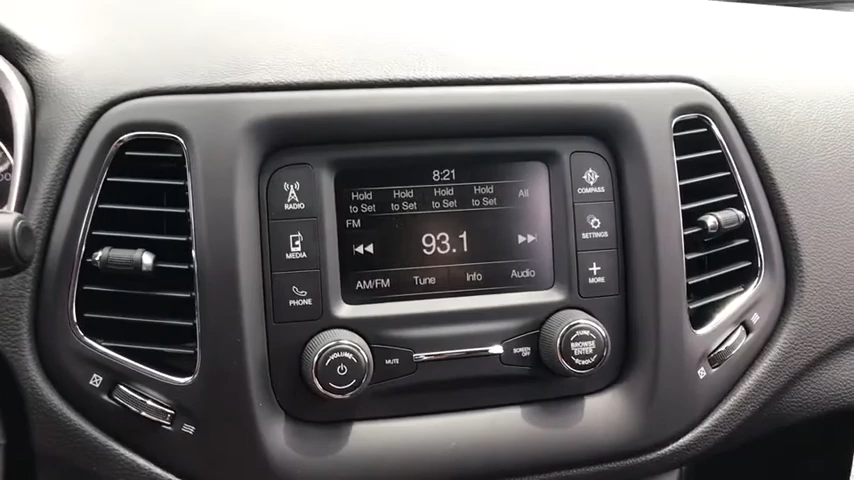 8:21
Hold to Set
Hold to Set
Hold to Set
Hold to Set
All
FM
93.1
AM/FM
Tune
Info
Audio
RADIO
MEDIA
PHONE
N
COMPASS
SETTINGS
MORE
VOLUME
MUTE
SCREEN OFF
TUNE
BROWSE
ENTER
SCROLL